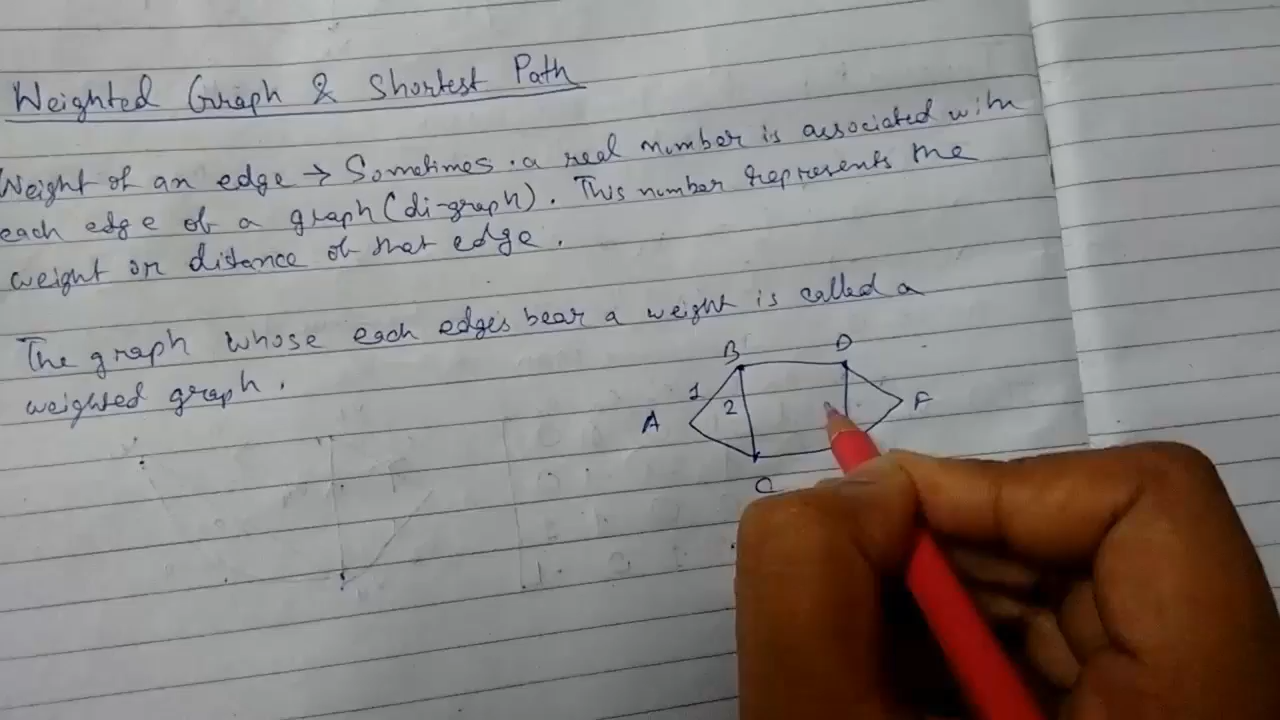 Weighted Graph & Shortest Path
Weight of an edge → Sometimes a real number is associated with
each edge of a graph (di-graph). This number represents the
weight or distance of that edge.
The graph whose each edges bear a weight is called a
weighted graph.
B D
1
2
A F
C